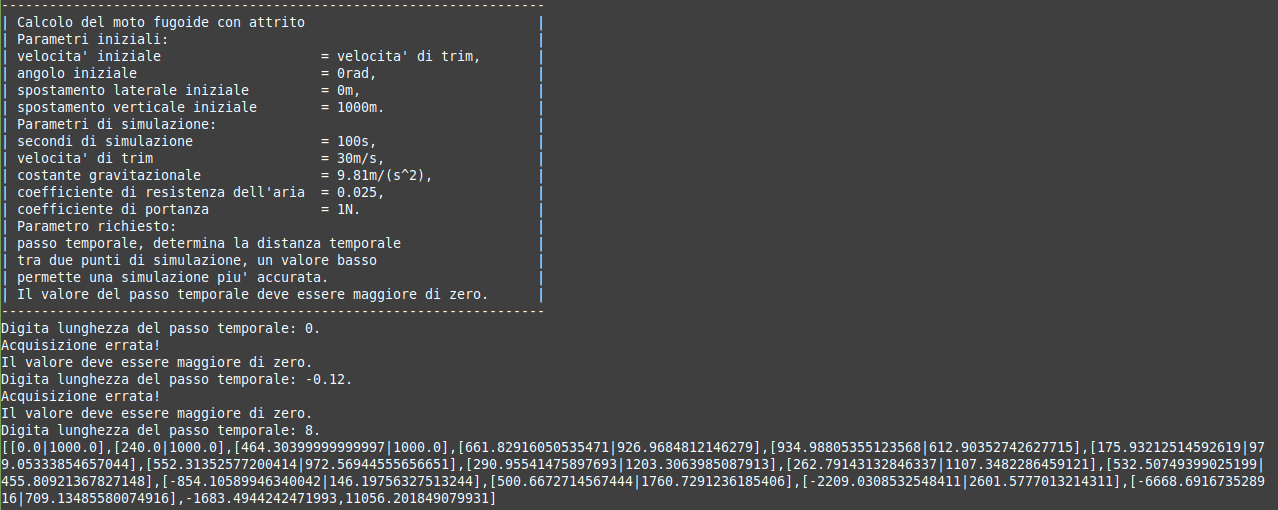 --------------------------------------------------------------------
| Calcolo del moto fugoide con attrito                             |
| Parametri iniziali:                                              |
| velocita' iniziale                    = velocita' di trim,       |
| angolo iniziale                       = 0rad,                    |
| spostamento laterale iniziale         = 0m,                      |
| spostamento verticale iniziale        = 1000m.                   |
| Parametri di simulazione:                                        |
| secondi di simulazione                = 100s,                    |
| velocita' di trim                     = 30m/s,                   |
| costante gravitazionale               = 9.81m/(s^2),             |
| coefficiente di resistenza dell'aria  = 0.025,                   |
| coefficiente di portanza              = 1N.                      |
| Parametro richiesto:                                             |
| passo temporale, determina la distanza temporale                 |
| tra due punti di simulazione, un valore basso                    |
| permette una simulazione piu' accurata.                          |
| Il valore del passo temporale deve essere maggiore di zero.      |
--------------------------------------------------------------------
Digita lunghezza del passo temporale: 0.
Acquisizione errata!
Il valore deve essere maggiore di zero.
Digita lunghezza del passo temporale: -0.12.
Acquisizione errata!
Il valore deve essere maggiore di zero.
Digita lunghezza del passo temporale: 8.
[[0.0|1000.0],[240.0|1000.0],[464.30399999999997|1000.0],[661.82916050535471|926.9684812146279],[934.98805355123568|612.90352742627715],[175.93212514592619|97
9.05333854657044],[552.31352577200414|972.56944555656651],[290.95541475897693|1203.3063985087913],[262.79143132846337|1107.3482286459121],[532.50749399025199|
455.80921367827148],[-854.10589946340042|146.19756327513244],[500.6672714567444|1760.7291236185406],[-2209.0308532548411|2601.5777013214311],[-6668.6916735289
16|709.13485580074916],-1683.4944242471993,11056.201849079931]